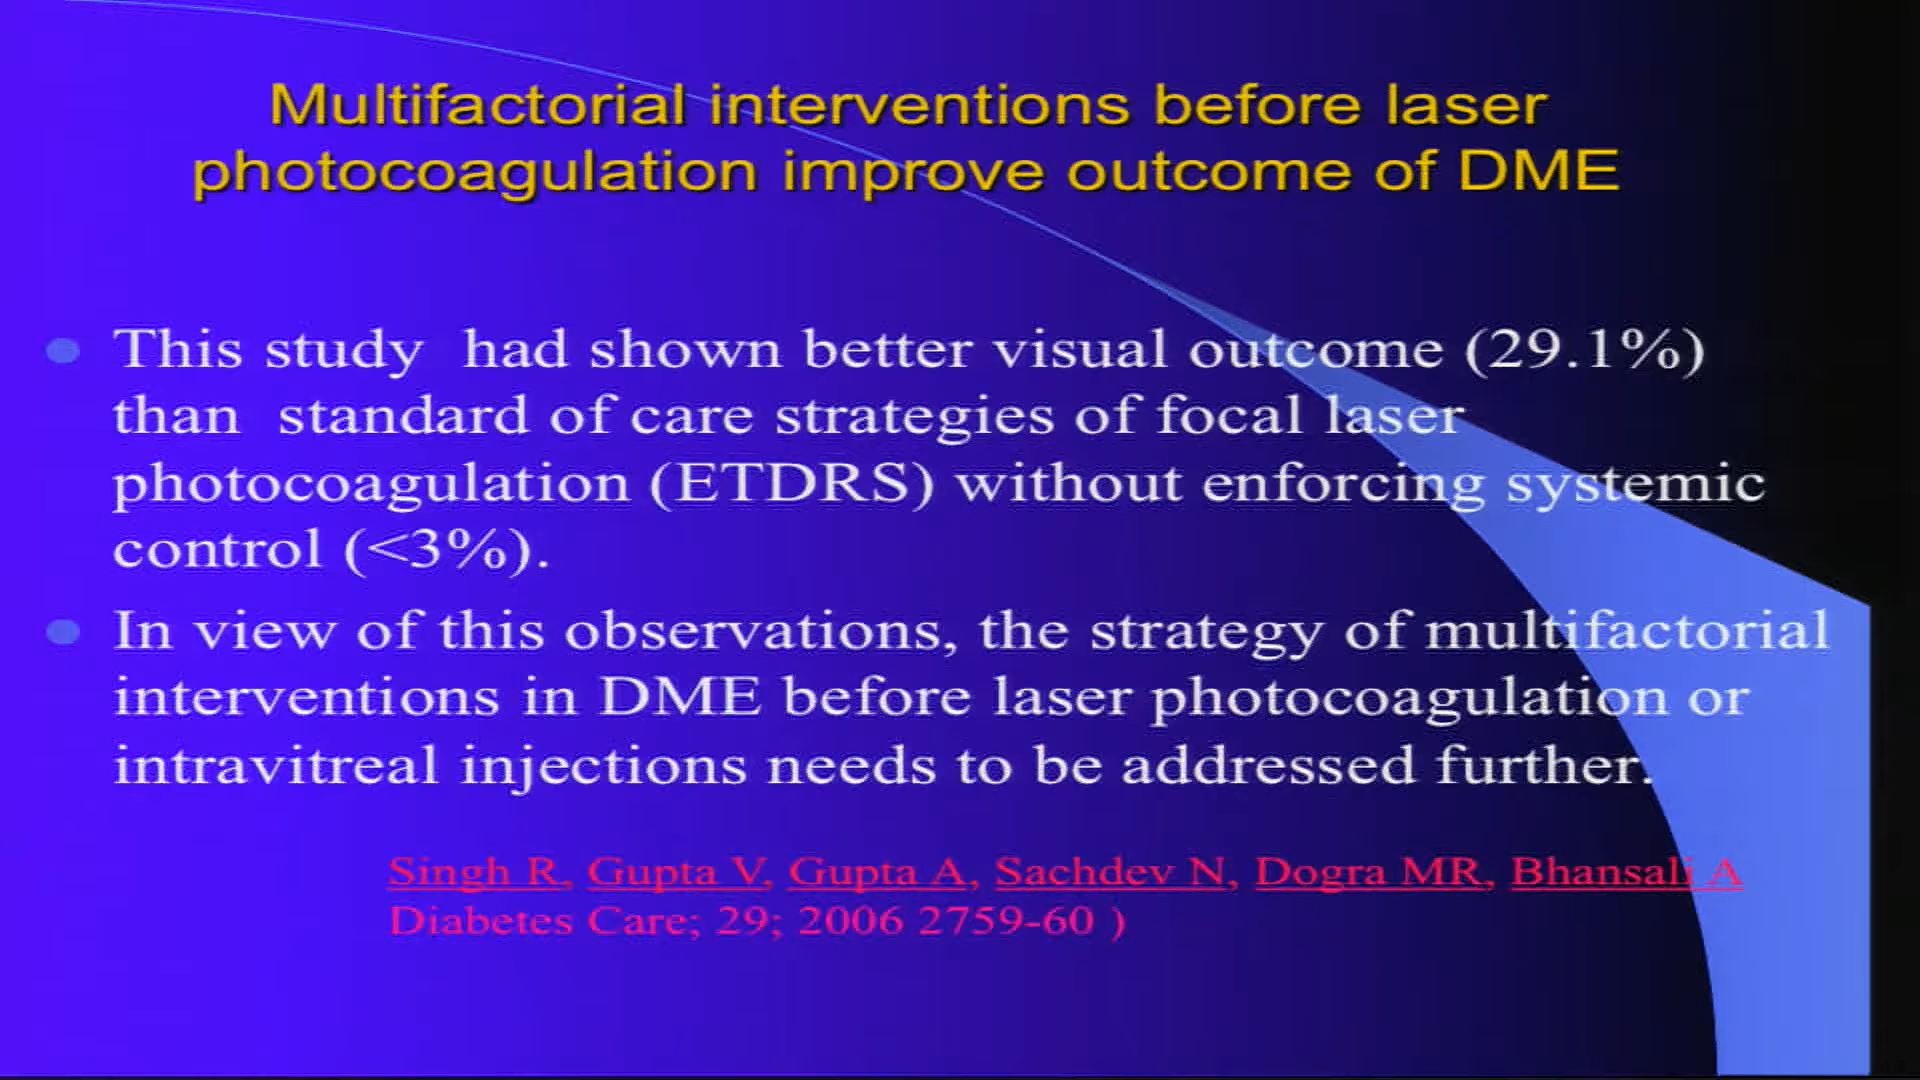 Multifactorial interventions before laser
photocoagulation improve outcome of DME
This study had shown better visual outcome (29.1%)
than standard of care strategies of focal laser
photocoagulation (ETDRS) without enforcing systemic
control (<3%).
In view of this observations, the strategy of multifactorial
interventions in DME before laser photocoagulation or
intravitreal injections needs to be addressed further.
Singh R, Gupta V, Gupta A, Sachdev N, Dogra MR, Bhansali A
Diabetes Care; 29; 2006 2759-60 )